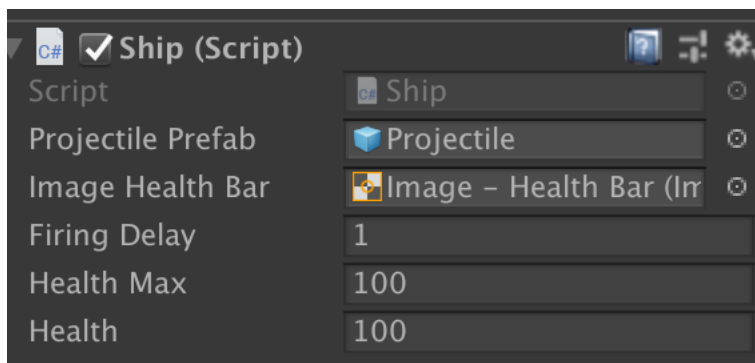 C# Ship (Script)
Script C# Ship
Projectile Prefab Projectile
Image Health Bar Image – Health Bar (Im
Firing Delay 1
Health Max 100
Health 100